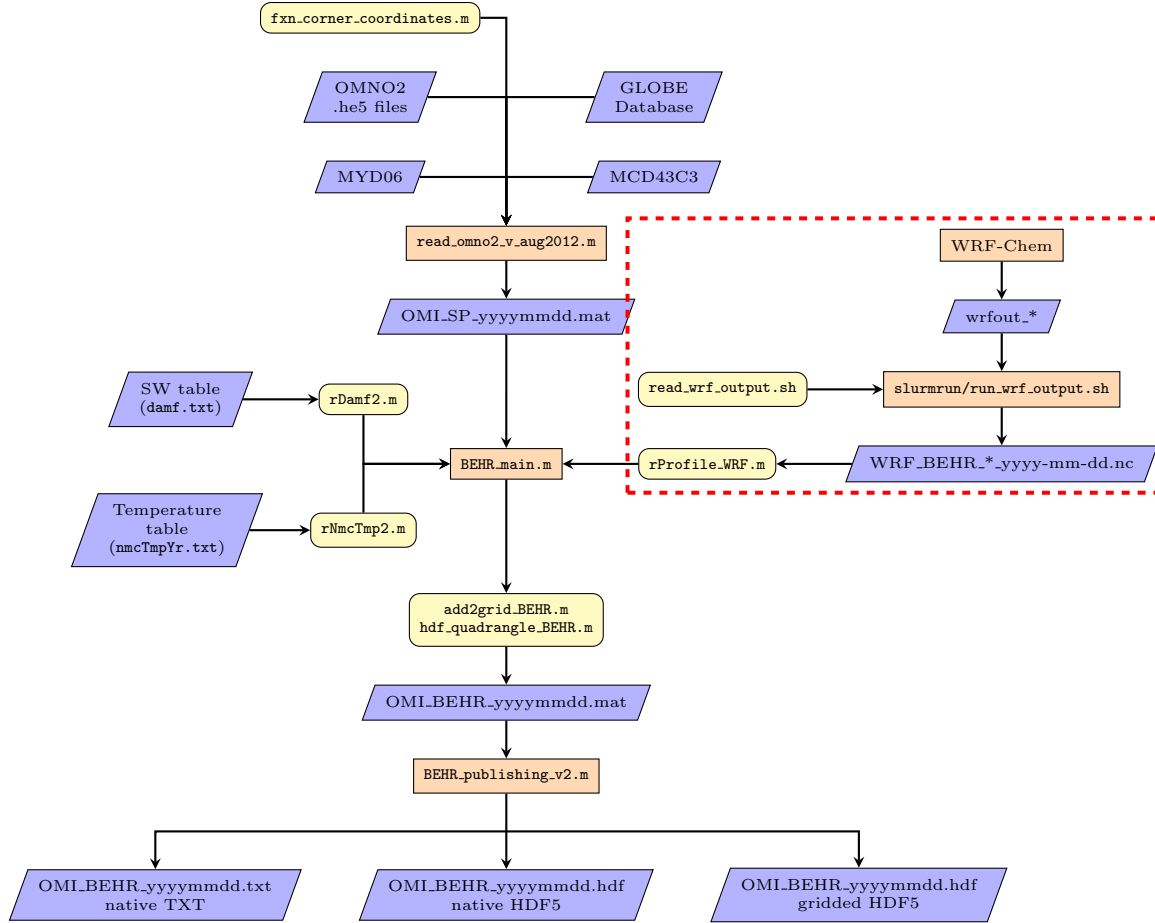 fxn_corner_coordinates.m
OMNO2
.he5 files
GLOBE
Database
MYD06
MCD43C3
read_omno2_v_aug2012.m
WRF-Chem
OMI_SP_yyyymmdd.mat
wrfout_*
SW table
(damf.txt)
rDamf2.m
read_wrf_output.sh
slurmrun/run_wrf_output.sh
BEHR_main.m
rProfile_WRF.m
WRF_BEHR_*_yyyy-mm-dd.nc
Temperature
table
(nmcTmpYr.txt)
rNmcTmp2.m
add2grid_BEHR.m
hdf_quadrangle_BEHR.m
OMI_BEHR_yyyymmdd.mat
BEHR_publishing_v2.m
OMI_BEHR_yyyymmdd.txt
native TXT
OMI_BEHR_yyyymmdd.hdf
native HDF5
OMI_BEHR_yyyymmdd.hdf
gridded HDF5